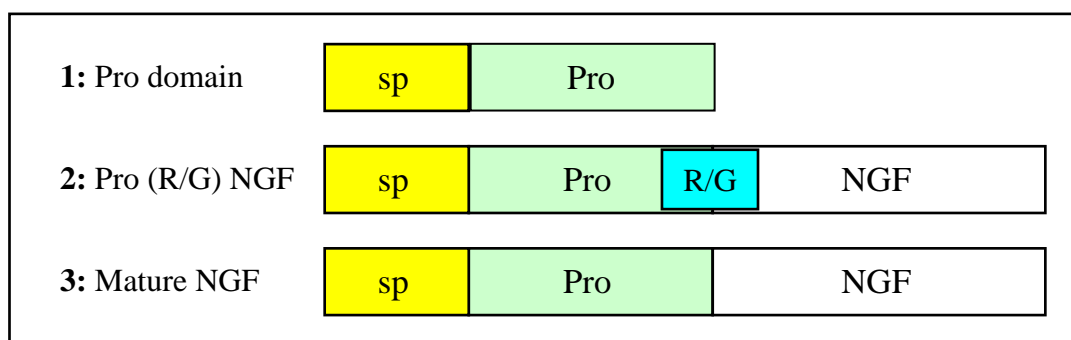 1: Pro domain sp Pro
2: Pro (R/G) NGF sp Pro R/G NGF
3: Mature NGF sp Pro NGF